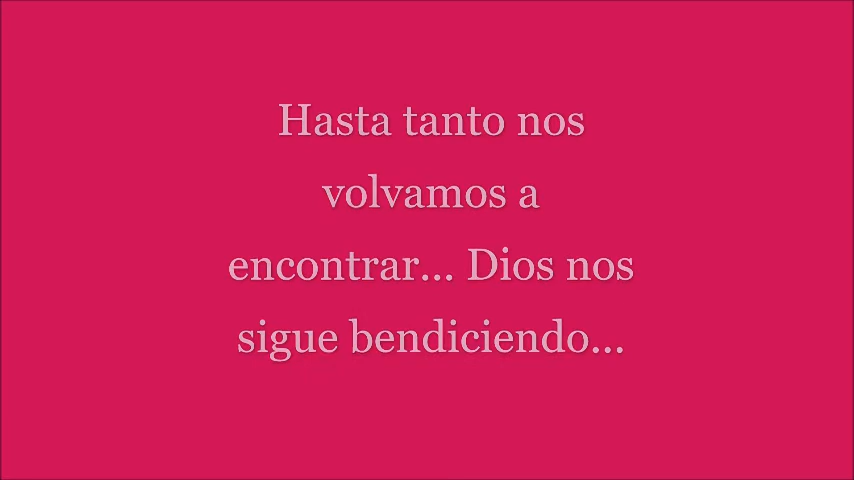 Hasta tanto nos
volvamos a
encontrar... Dios nos
sigue bendiciendo...